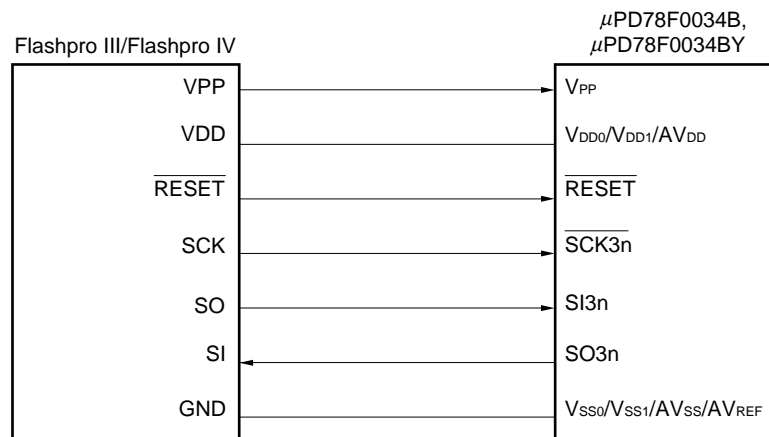 Flashpro III/Flashpro IV
μPD78F0034B,
μPD78F0034BY
VPP
VPP
VDD
VDD0/VDD1/AVDD
RESET
RESET
SCK
SCK3n
SO
SI3n
SI
SO3n
GND
VSS0/VSS1/AVSS/AVREF